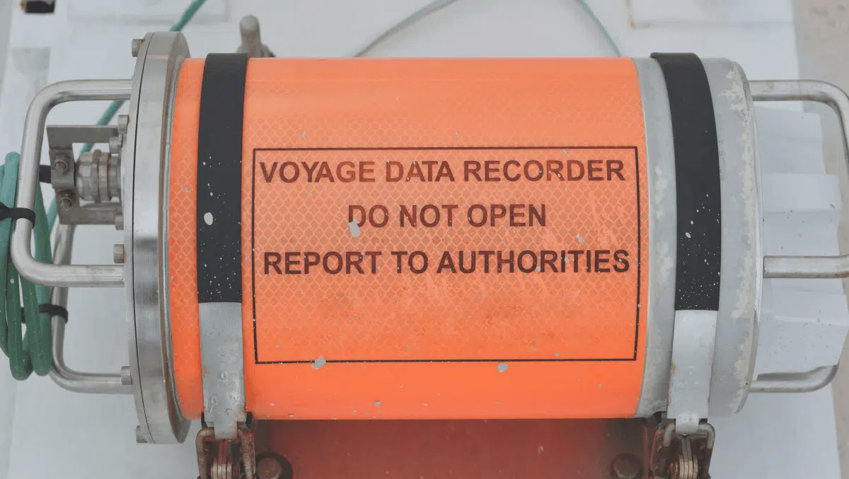 VOYAGE DATA RECORDER
DO NOT OPEN
REPORT TO AUTHORITIES